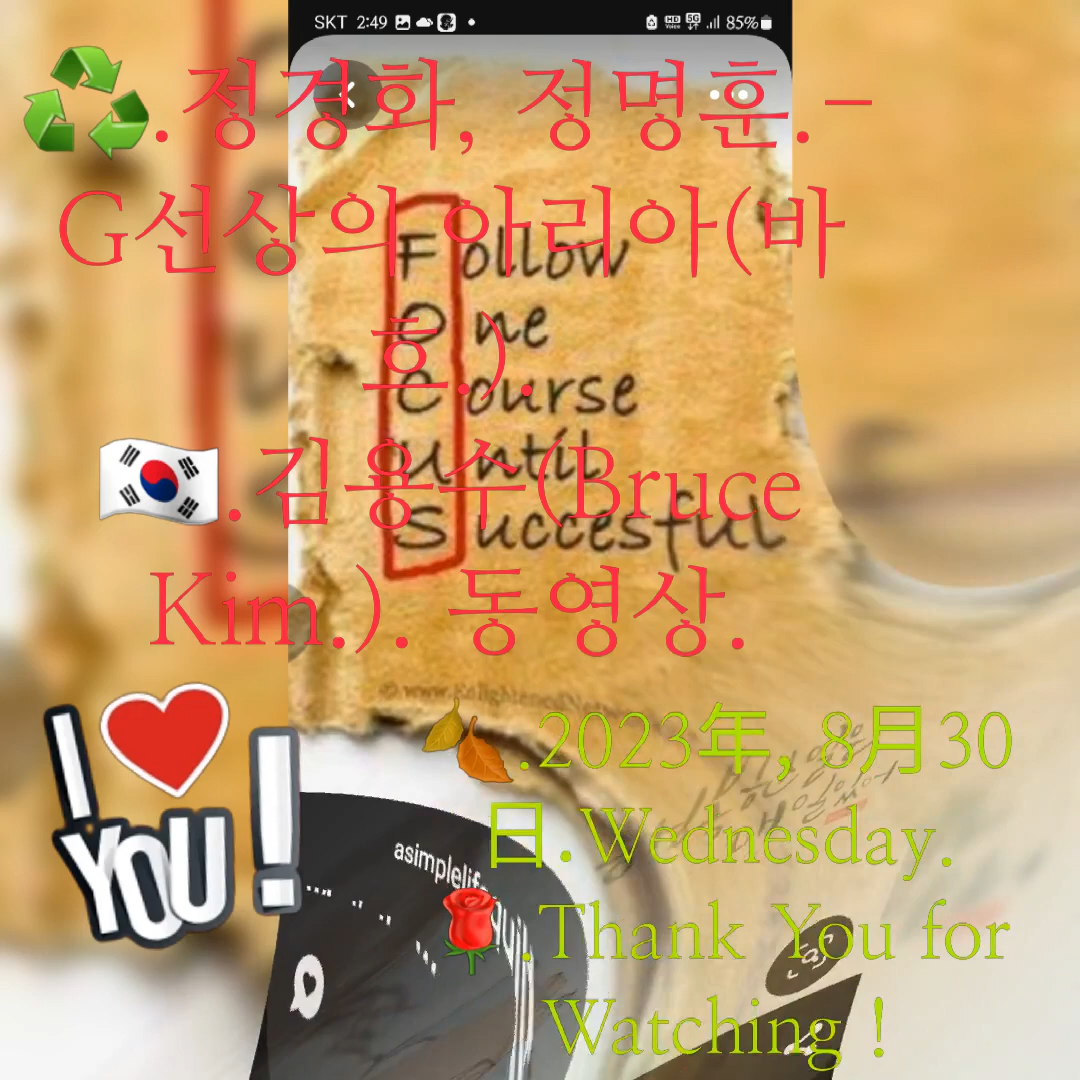 SKT 2:49
85%
.정경화, 정명훈.-
G선상의 아리아(바
흐.).
Follow
One
Course
Until
Succesful
.김용수(Bruce
Kim.). 동영상.
I
YOU!
.2023年, 8月30
日.Wednesday.
.Thank You for
Watching !